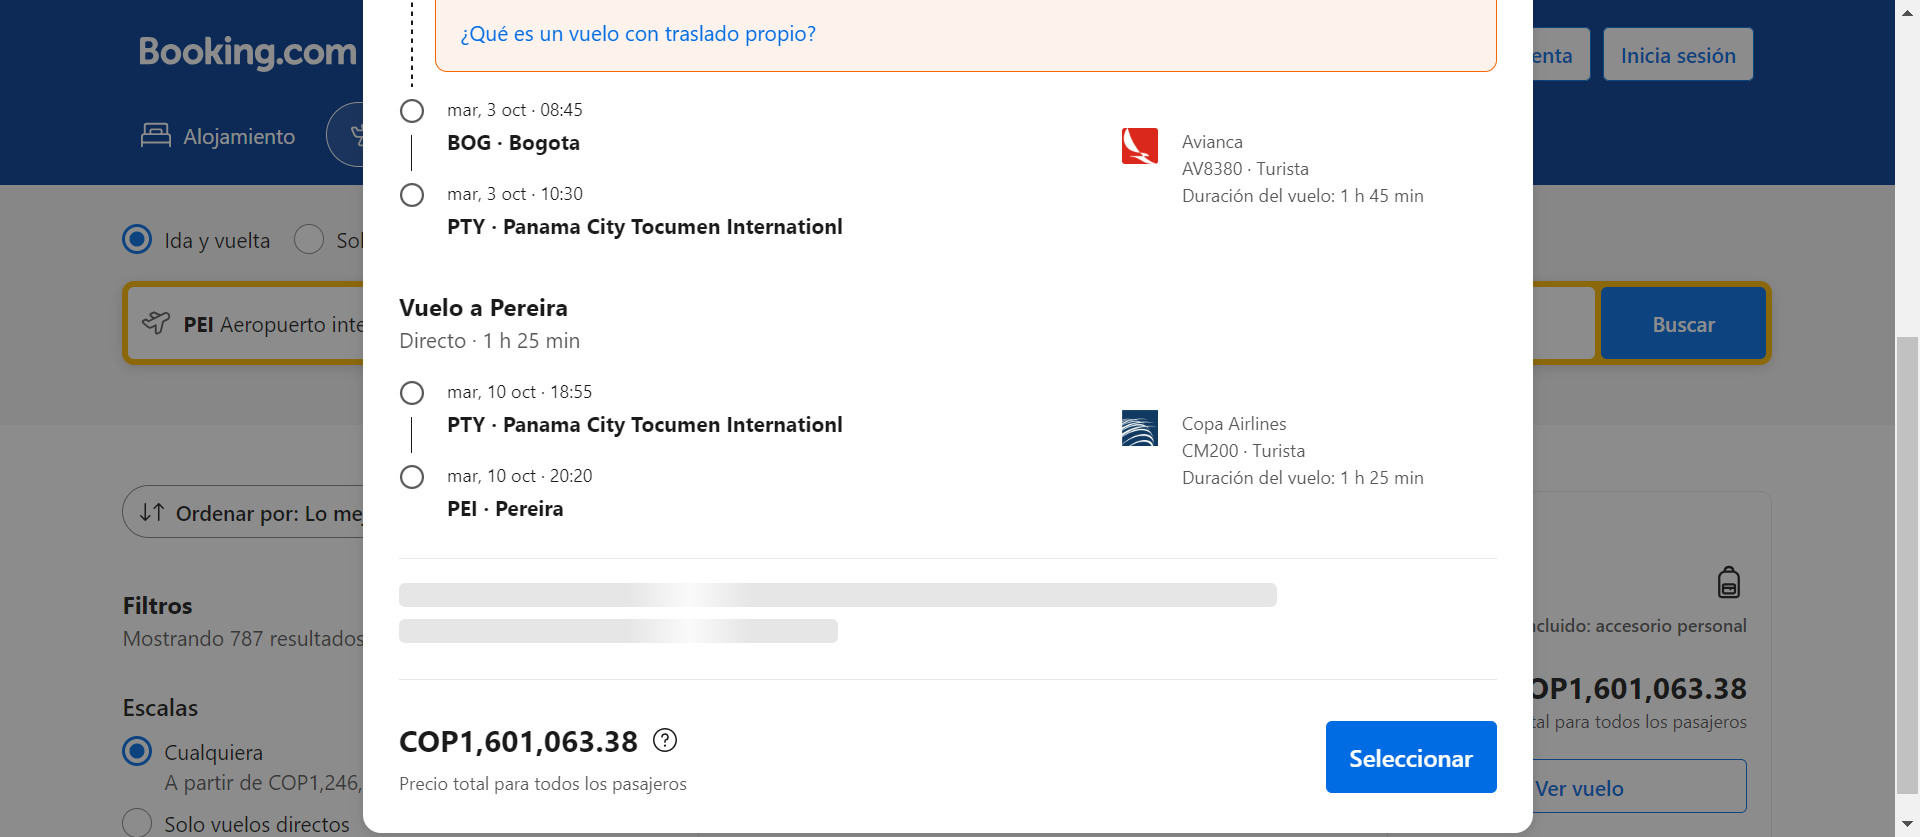 Booking.com
enta
Inicia sesión
Alojamiento
¿Qué es un vuelo con traslado propio?
mar, 3 oct · 08:45
BOG · Bogota
mar, 3 oct · 10:30
PTY · Panama City Tocumen Internationl
Avianca
AV8380 · Turista
Duración del vuelo: 1 h 45 min
Ida y vuelta
Sol
PEI Aeropuerto inte
Buscar
Vuelo a Pereira
Directo · 1 h 25 min
mar, 10 oct · 18:55
PTY · Panama City Tocumen Internationl
mar, 10 oct · 20:20
PEI · Pereira
Copa Airlines
CM200 · Turista
Duración del vuelo: 1 h 25 min
Ordenar por: Lo mej
Filtros
Mostrando 787 resultados
Escalas
Cualquiera
A partir de COP1,246,
Solo vuelos directos
COP1,601,063.38
Precio total para todos los pasajeros
Seleccionar
ncluido: accesorio personal
OP1,601,063.38
tal para todos los pasajeros
Ver vuelo